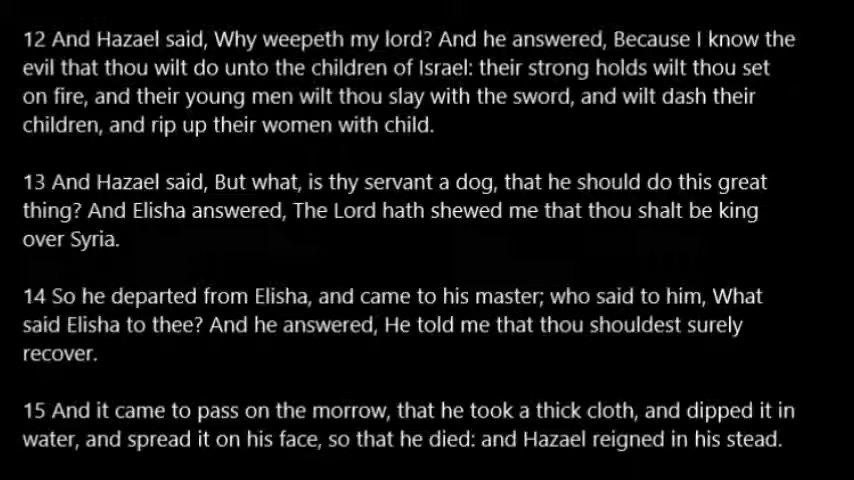 12 And Hazael said, Why weepeth my lord? And he answered, Because I know the
evil that thou wilt do unto the children of Israel: their strong holds wilt thou set
on fire, and their young men wilt thou slay with the sword, and wilt dash their
children, and rip up their women with child.
13 And Hazael said, But what, is thy servant a dog, that he should do this great
thing? And Elisha answered, The Lord hath shewed me that thou shalt be king
over Syria.
14 So he departed from Elisha, and came to his master; who said to him, What
said Elisha to thee? And he answered, He told me that thou shouldest surely
recover.
15 And it came to pass on the morrow, that he took a thick cloth, and dipped it in
water, and spread it on his face, so that he died: and Hazael reigned in his stead.